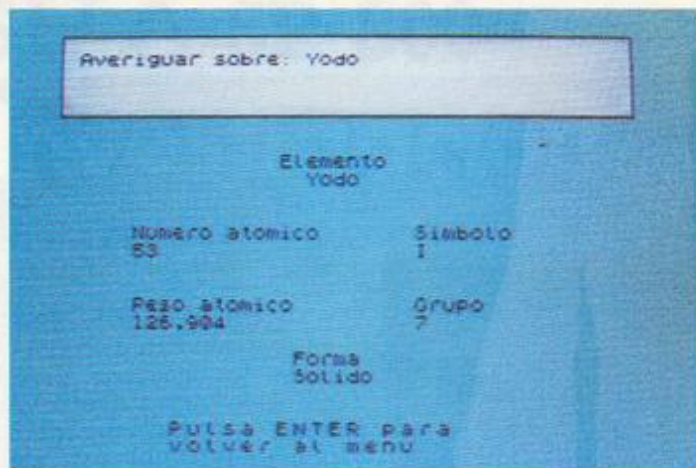 Averiguar sobre: Yodo
Elemento
Yodo
Numero atomico
53
Simbolo
I
Peso atomico
126.904
Grupo
7
Forma
Solido
Pulsa ENTER para
volver al menu